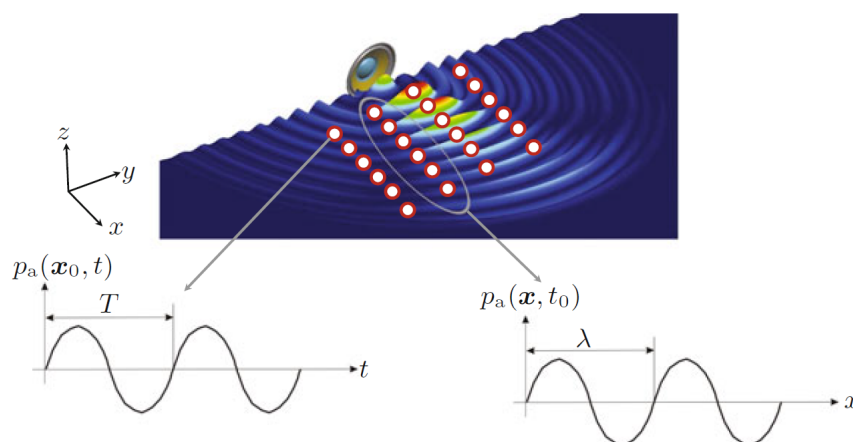 z
y
x
pₐ(𝒙₀, t)
T
t
pₐ(𝒙, t₀)
λ
x